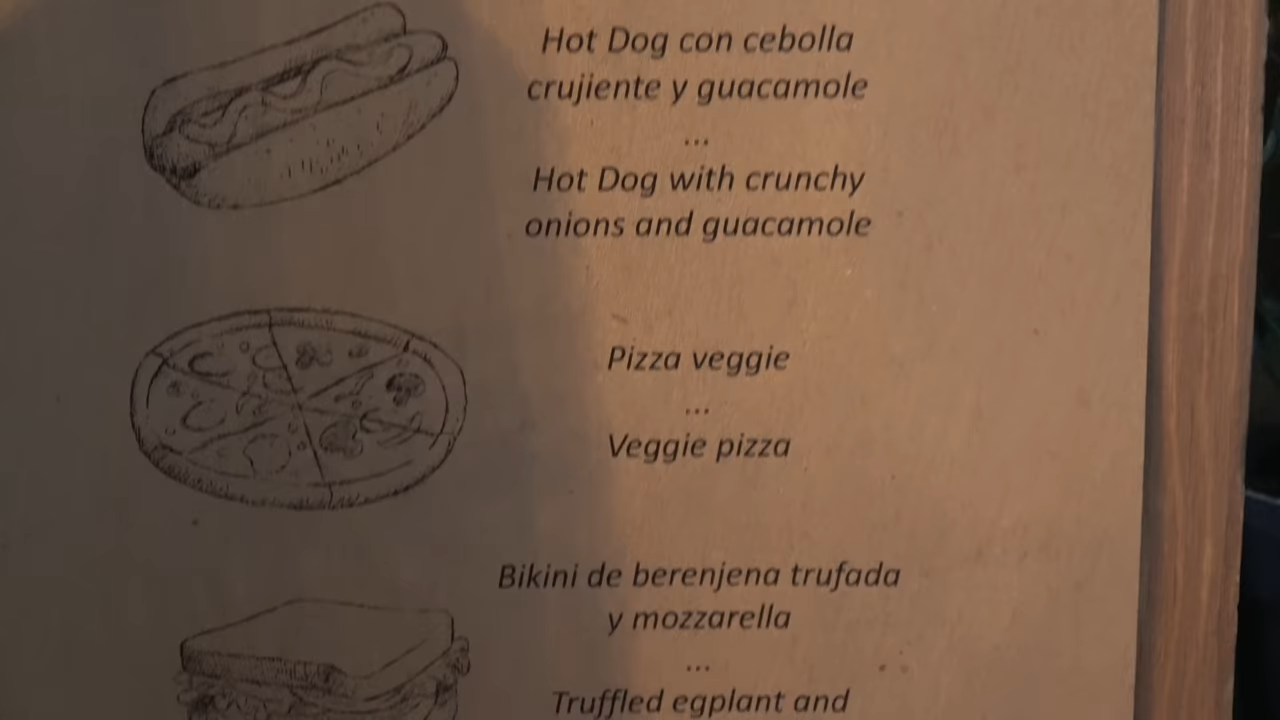 Hot Dog con cebolla
crujiente y guacamole
...
Hot Dog with crunchy
onions and guacamole
Pizza veggie
...
Veggie pizza
Bikini de berenjena trufada
y mozzarella
...
Truffled egplant and